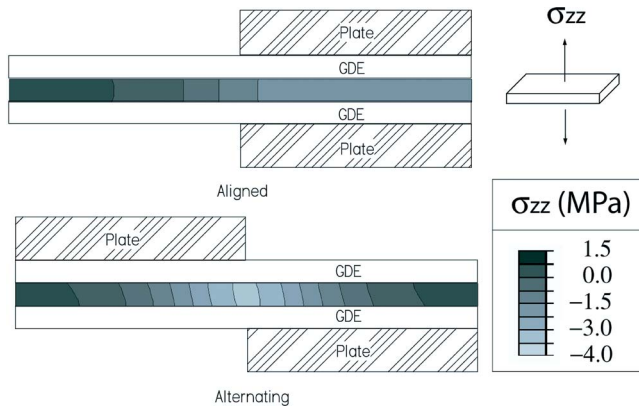 Plate
GDE
GDE
Plate
Aligned
σzz
Plate
GDE
GDE
Plate
Alternating
σzz (MPa)
1.5
0.0
−1.5
−3.0
−4.0